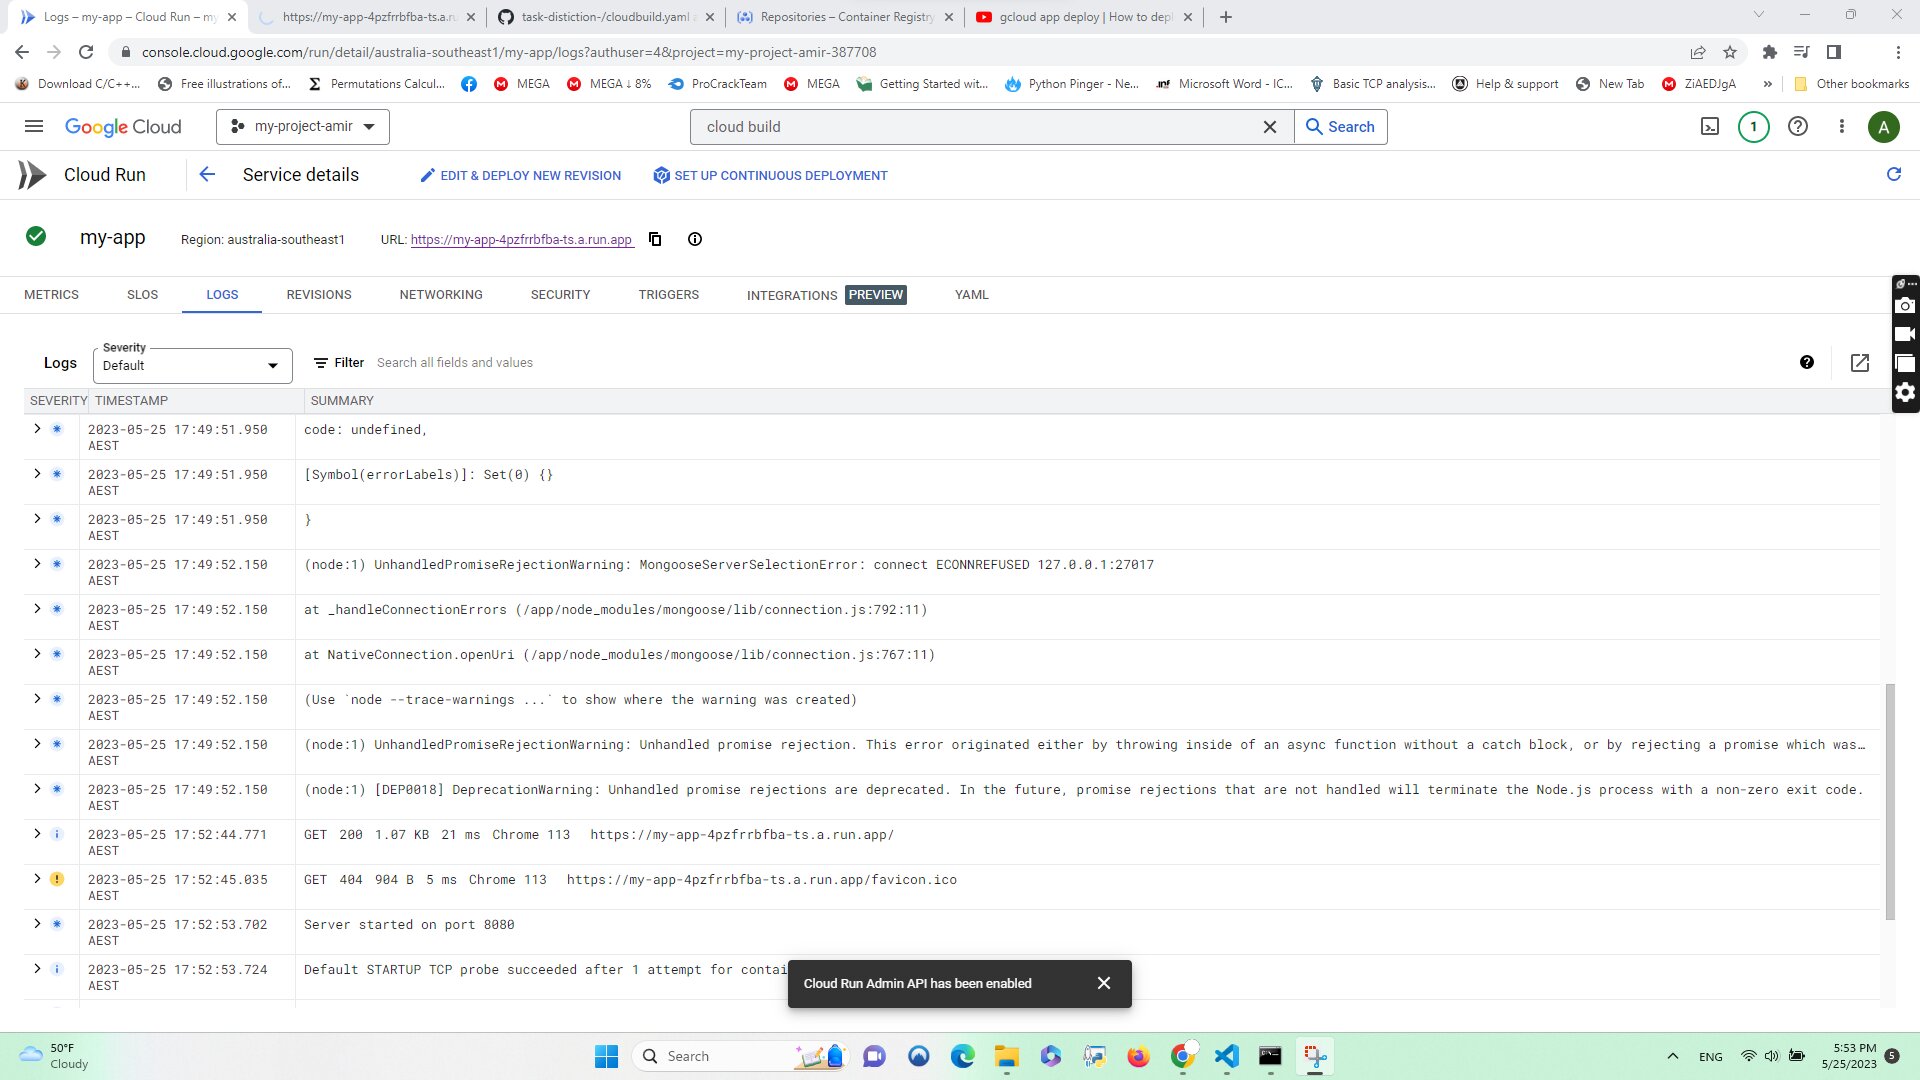 Logs – my-app – Cloud Run – my
https://my-app-4pzfrrbfba-ts.a.ru
task-distiction-/cloudbuild.yaml a
Repositories – Container Registry
gcloud app deploy | How to depl
console.cloud.google.com/run/detail/australia-southeast1/my-app/logs?authuser=4&project=my-project-amir-387708
Download C/C++...
Free illustrations of...
Permutations Calcul...
MEGA
MEGA ↓ 8%
ProCrackTeam
MEGA
Getting Started wit...
Python Pinger - Ne...
Microsoft Word - IC...
Basic TCP analysis...
Help & support
New Tab
ZiAEDJgA
»
Other bookmarks
Google Cloud
my-project-amir
cloud build
Search
1
A
Cloud Run
Service details
EDIT & DEPLOY NEW REVISION
SET UP CONTINUOUS DEPLOYMENT
my-app
Region: australia-southeast1
URL: https://my-app-4pzfrrbfba-ts.a.run.app
METRICS
SLOS
LOGS
REVISIONS
NETWORKING
SECURITY
TRIGGERS
INTEGRATIONS PREVIEW
YAML
Logs
Severity
Default
Filter
Search all fields and values
SEVERITY TIMESTAMP SUMMARY
2023-05-25 17:49:51.950 AEST code: undefined,
2023-05-25 17:49:51.950 AEST [Symbol(errorLabels)]: Set(0) {}
2023-05-25 17:49:51.950 AEST }
2023-05-25 17:49:52.150 AEST (node:1) UnhandledPromiseRejectionWarning: MongooseServerSelectionError: connect ECONNREFUSED 127.0.0.1:27017
2023-05-25 17:49:52.150 AEST at _handleConnectionErrors (/app/node_modules/mongoose/lib/connection.js:792:11)
2023-05-25 17:49:52.150 AEST at NativeConnection.openUri (/app/node_modules/mongoose/lib/connection.js:767:11)
2023-05-25 17:49:52.150 AEST (Use `node --trace-warnings ...` to show where the warning was created)
2023-05-25 17:49:52.150 AEST (node:1) UnhandledPromiseRejectionWarning: Unhandled promise rejection. This error originated either by throwing inside of an async function without a catch block, or by rejecting a promise which was…
2023-05-25 17:49:52.150 AEST (node:1) [DEP0018] DeprecationWarning: Unhandled promise rejections are deprecated. In the future, promise rejections that are not handled will terminate the Node.js process with a non-zero exit code.
2023-05-25 17:52:44.771 AEST GET 200 1.07 KB 21 ms Chrome 113 https://my-app-4pzfrrbfba-ts.a.run.app/
2023-05-25 17:52:45.035 AEST GET 404 904 B 5 ms Chrome 113 https://my-app-4pzfrrbfba-ts.a.run.app/favicon.ico
2023-05-25 17:52:53.702 AEST Server started on port 8080
2023-05-25 17:52:53.724 AEST Default STARTUP TCP probe succeeded after 1 attempt for contai
Cloud Run Admin API has been enabled
50°F
Cloudy
Search
ENG
5:53 PM
5/25/2023
5